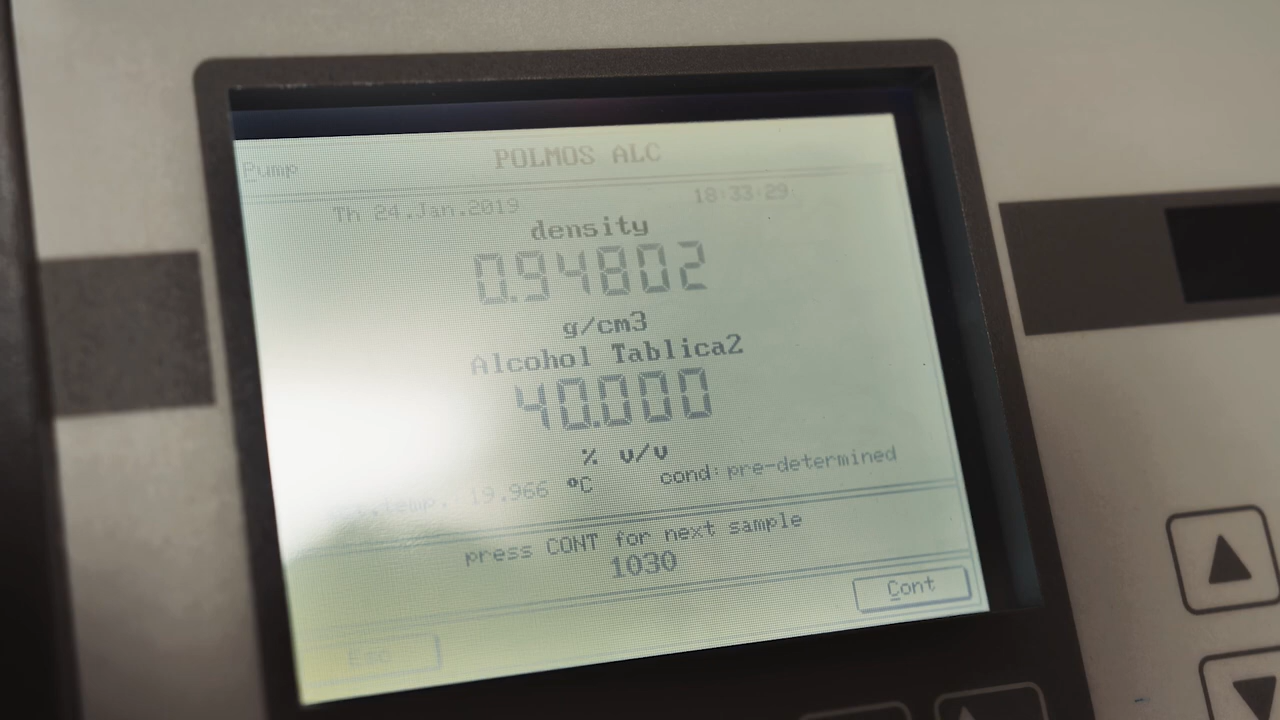 Pump
POLMOS ALC
Th 24.Jan.2019 18:33:29
density
0.94802
g/cm3
Alcohol Tablica2
40.000
% v/v
temp. 19.966 °C cond: pre-determined
press CONT for next sample
1030
Cont
Esc